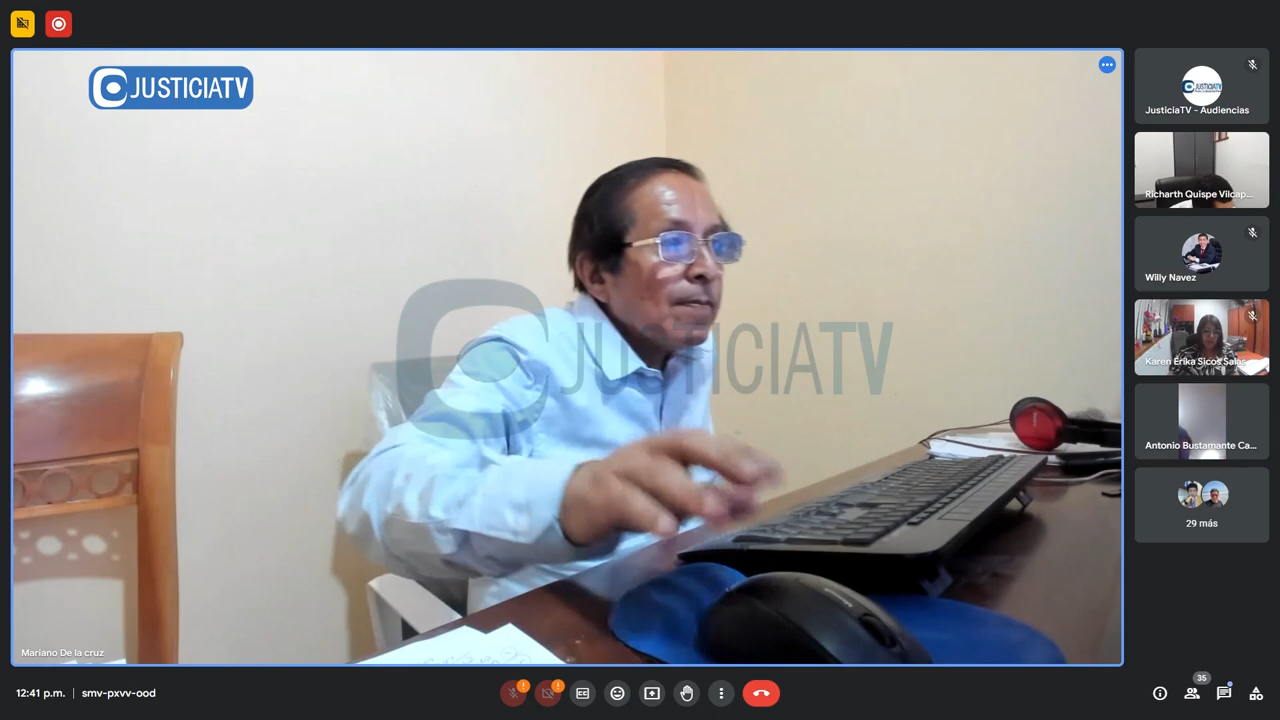 JUSTICIATV
JUSTICIATV
JUSTICIATV
JusticiaTV - Audiencias
Richarth Quispe Vilcap...
Willy Navez
Karen Erika Sicos Salas
Antonio Bustamante Ca...
29 más
Mariano De la cruz
12:41 p.m. | smv-pxvv-ood
35